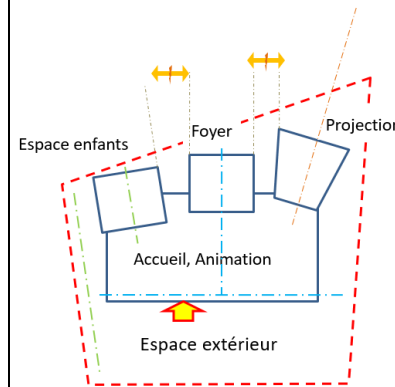 Foyer
Projection
Espace enfants
Accueil, Animation
Espace extérieur